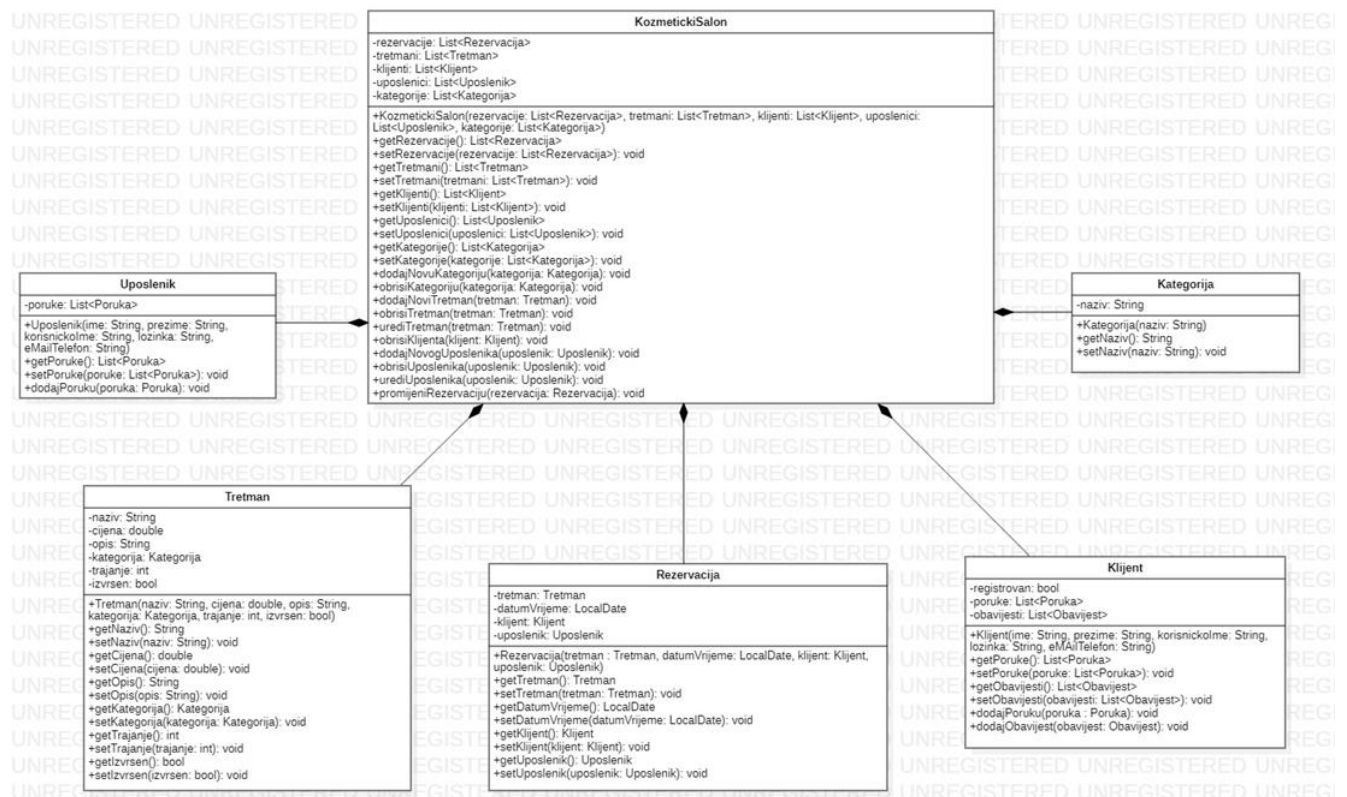 KozmetickiSalon
-rezervacije: List<Rezervacija>
-tretmani: List<Tretman>
-klijenti: List<Klijent>
-uposlenici: List<Uposlenik>
-kategorije: List<Kategorija>
+KozmetickiSalon(rezervacije: List<Rezervacija>, tretmani: List<Tretman>, klijenti: List<Klijent>, uposlenici:
List<Uposlenik>, kategorije: List<Kategorija>)
+getRezervacije(): List<Rezervacija>
+setRezervacije(rezervacije: List<Rezervacija>): void
+getTretmani(): List<Tretman>
+setTretmani(tretmani: List<Tretman>): void
+getKlijenti(): List<Klijent>
+setKlijenti(klijenti: List<Klijent>): void
+getUposlenici(): List<Uposlenik>
+setUposlenici(uposlenici: List<Uposlenik>): void
+getKategorije(): List<Kategorija>
+setKategorije(kategorije: List<Kategorija>): void
+dodajNovuKategoriju(kategorija: Kategorija): void
+obrisiKategoriju(kategorija: Kategorija): void
+dodajNoviTretman(tretman: Tretman): void
+obrisiTretman(tretman: Tretman): void
+urediTretman(tretman: Tretman): void
+obrisiKlijenta(klijent: Klijent): void
+dodajNovogUposlenika(uposlenik: Uposlenik): void
+obrisiUposlenika(uposlenik: Uposlenik): void
+urediUposlenika(uposlenik: Uposlenik): void
+promijeniRezervaciju(rezervacija: Rezervacija): void
Uposlenik
-poruke: List<Poruka>
+Uposlenik(ime: String, prezime: String,
korisnickoIme: String, lozinka: String,
eMailTelefon: String)
+getPoruke(): List<Poruka>
+setPoruke(poruke: List<Poruka>): void
+dodajPoruku(poruka: Poruka): void
Kategorija
-naziv: String
+Kategorija(naziv: String)
+getNaziv(): String
+setNaziv(naziv: String): void
Tretman
-naziv: String
-cijena: double
-opis: String
-kategorija: Kategorija
-trajanje: int
-izvrsen: bool
+Tretman(naziv: String, cijena: double, opis: String,
kategorija: Kategorija, trajanje: int, izvrsen: bool)
+getNaziv(): String
+setNaziv(naziv: String): void
+getCijena(): double
+setCijena(cijena: double): void
+getOpis(): String
+setOpis(opis: String): void
+getKategorija(): Kategorija
+setKategorija(kategorija: Kategorija): void
+getTrajanje(): int
+setTrajanje(trajanje: int): void
+getIzvrsen(): bool
+setIzvrsen(izvrsen: bool): void
Rezervacija
-tretman: Tretman
-datumVrijeme: LocalDate
-klijent: Klijent
-uposlenik: Uposlenik
+Rezervacija(tretman : Tretman, datumVrijeme: LocalDate, klijent: Klijent,
uposlenik: Uposlenik)
+getTretman(): Tretman
+setTretman(tretman: Tretman): void
+getDatumVrijeme(): LocalDate
+setDatumVrijeme(datumVrijeme: LocalDate): void
+getKlijent(): Klijent
+setKlijent(klijent: Klijent): void
+getUposlenik(): Uposlenik
+setUposlenik(uposlenik: Uposlenik): void
Klijent
-registrovan: bool
-poruke: List<Poruka>
-obavijesti: List<Obavijest>
+Klijent(ime: String, prezime: String, korisnickoIme: String,
lozinka: String, eMAilTelefon: String)
+getPoruke(): List<Poruka>
+setPoruke(poruke: List<Poruka>): void
+getObavijesti(): List<Obavijest>
+setObavijesti(obavijesti: List<Obavijest>): void
+dodajPoruku(poruka : Poruka): void
+dodajObavijest(obavijest: Obavijest): void
UNREGISTERED